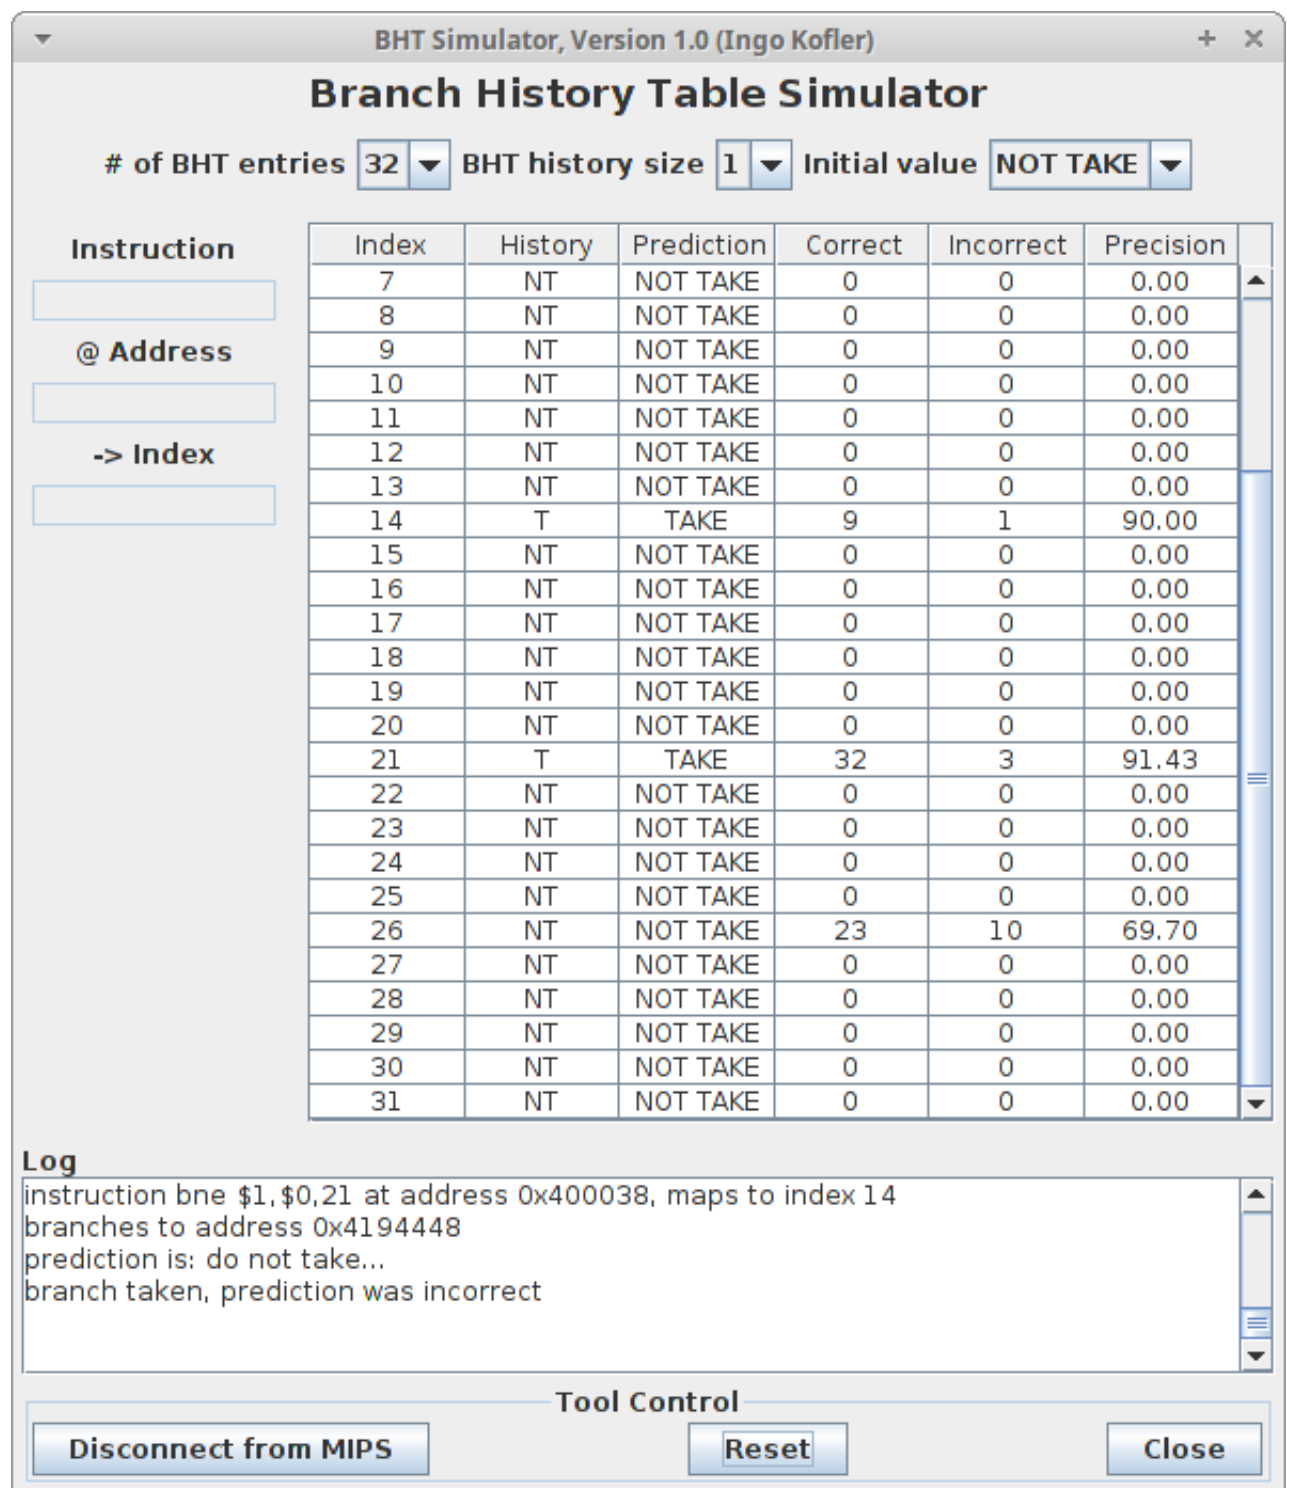 BHT Simulator, Version 1.0 (Ingo Kofler)
Branch History Table Simulator
# of BHT entries 32 BHT history size 1 Initial value NOT TAKE
Instruction
@ Address
-> Index
Index History Prediction Correct Incorrect Precision
7 NT NOT TAKE 0 0 0.00
8 NT NOT TAKE 0 0 0.00
9 NT NOT TAKE 0 0 0.00
10 NT NOT TAKE 0 0 0.00
11 NT NOT TAKE 0 0 0.00
12 NT NOT TAKE 0 0 0.00
13 NT NOT TAKE 0 0 0.00
14 T TAKE 9 1 90.00
15 NT NOT TAKE 0 0 0.00
16 NT NOT TAKE 0 0 0.00
17 NT NOT TAKE 0 0 0.00
18 NT NOT TAKE 0 0 0.00
19 NT NOT TAKE 0 0 0.00
20 NT NOT TAKE 0 0 0.00
21 T TAKE 32 3 91.43
22 NT NOT TAKE 0 0 0.00
23 NT NOT TAKE 0 0 0.00
24 NT NOT TAKE 0 0 0.00
25 NT NOT TAKE 0 0 0.00
26 NT NOT TAKE 23 10 69.70
27 NT NOT TAKE 0 0 0.00
28 NT NOT TAKE 0 0 0.00
29 NT NOT TAKE 0 0 0.00
30 NT NOT TAKE 0 0 0.00
31 NT NOT TAKE 0 0 0.00
Log
instruction bne $1,$0,21 at address 0x400038, maps to index 14
branches to address 0x4194448
prediction is: do not take...
branch taken, prediction was incorrect
Tool Control
Disconnect from MIPS Reset Close